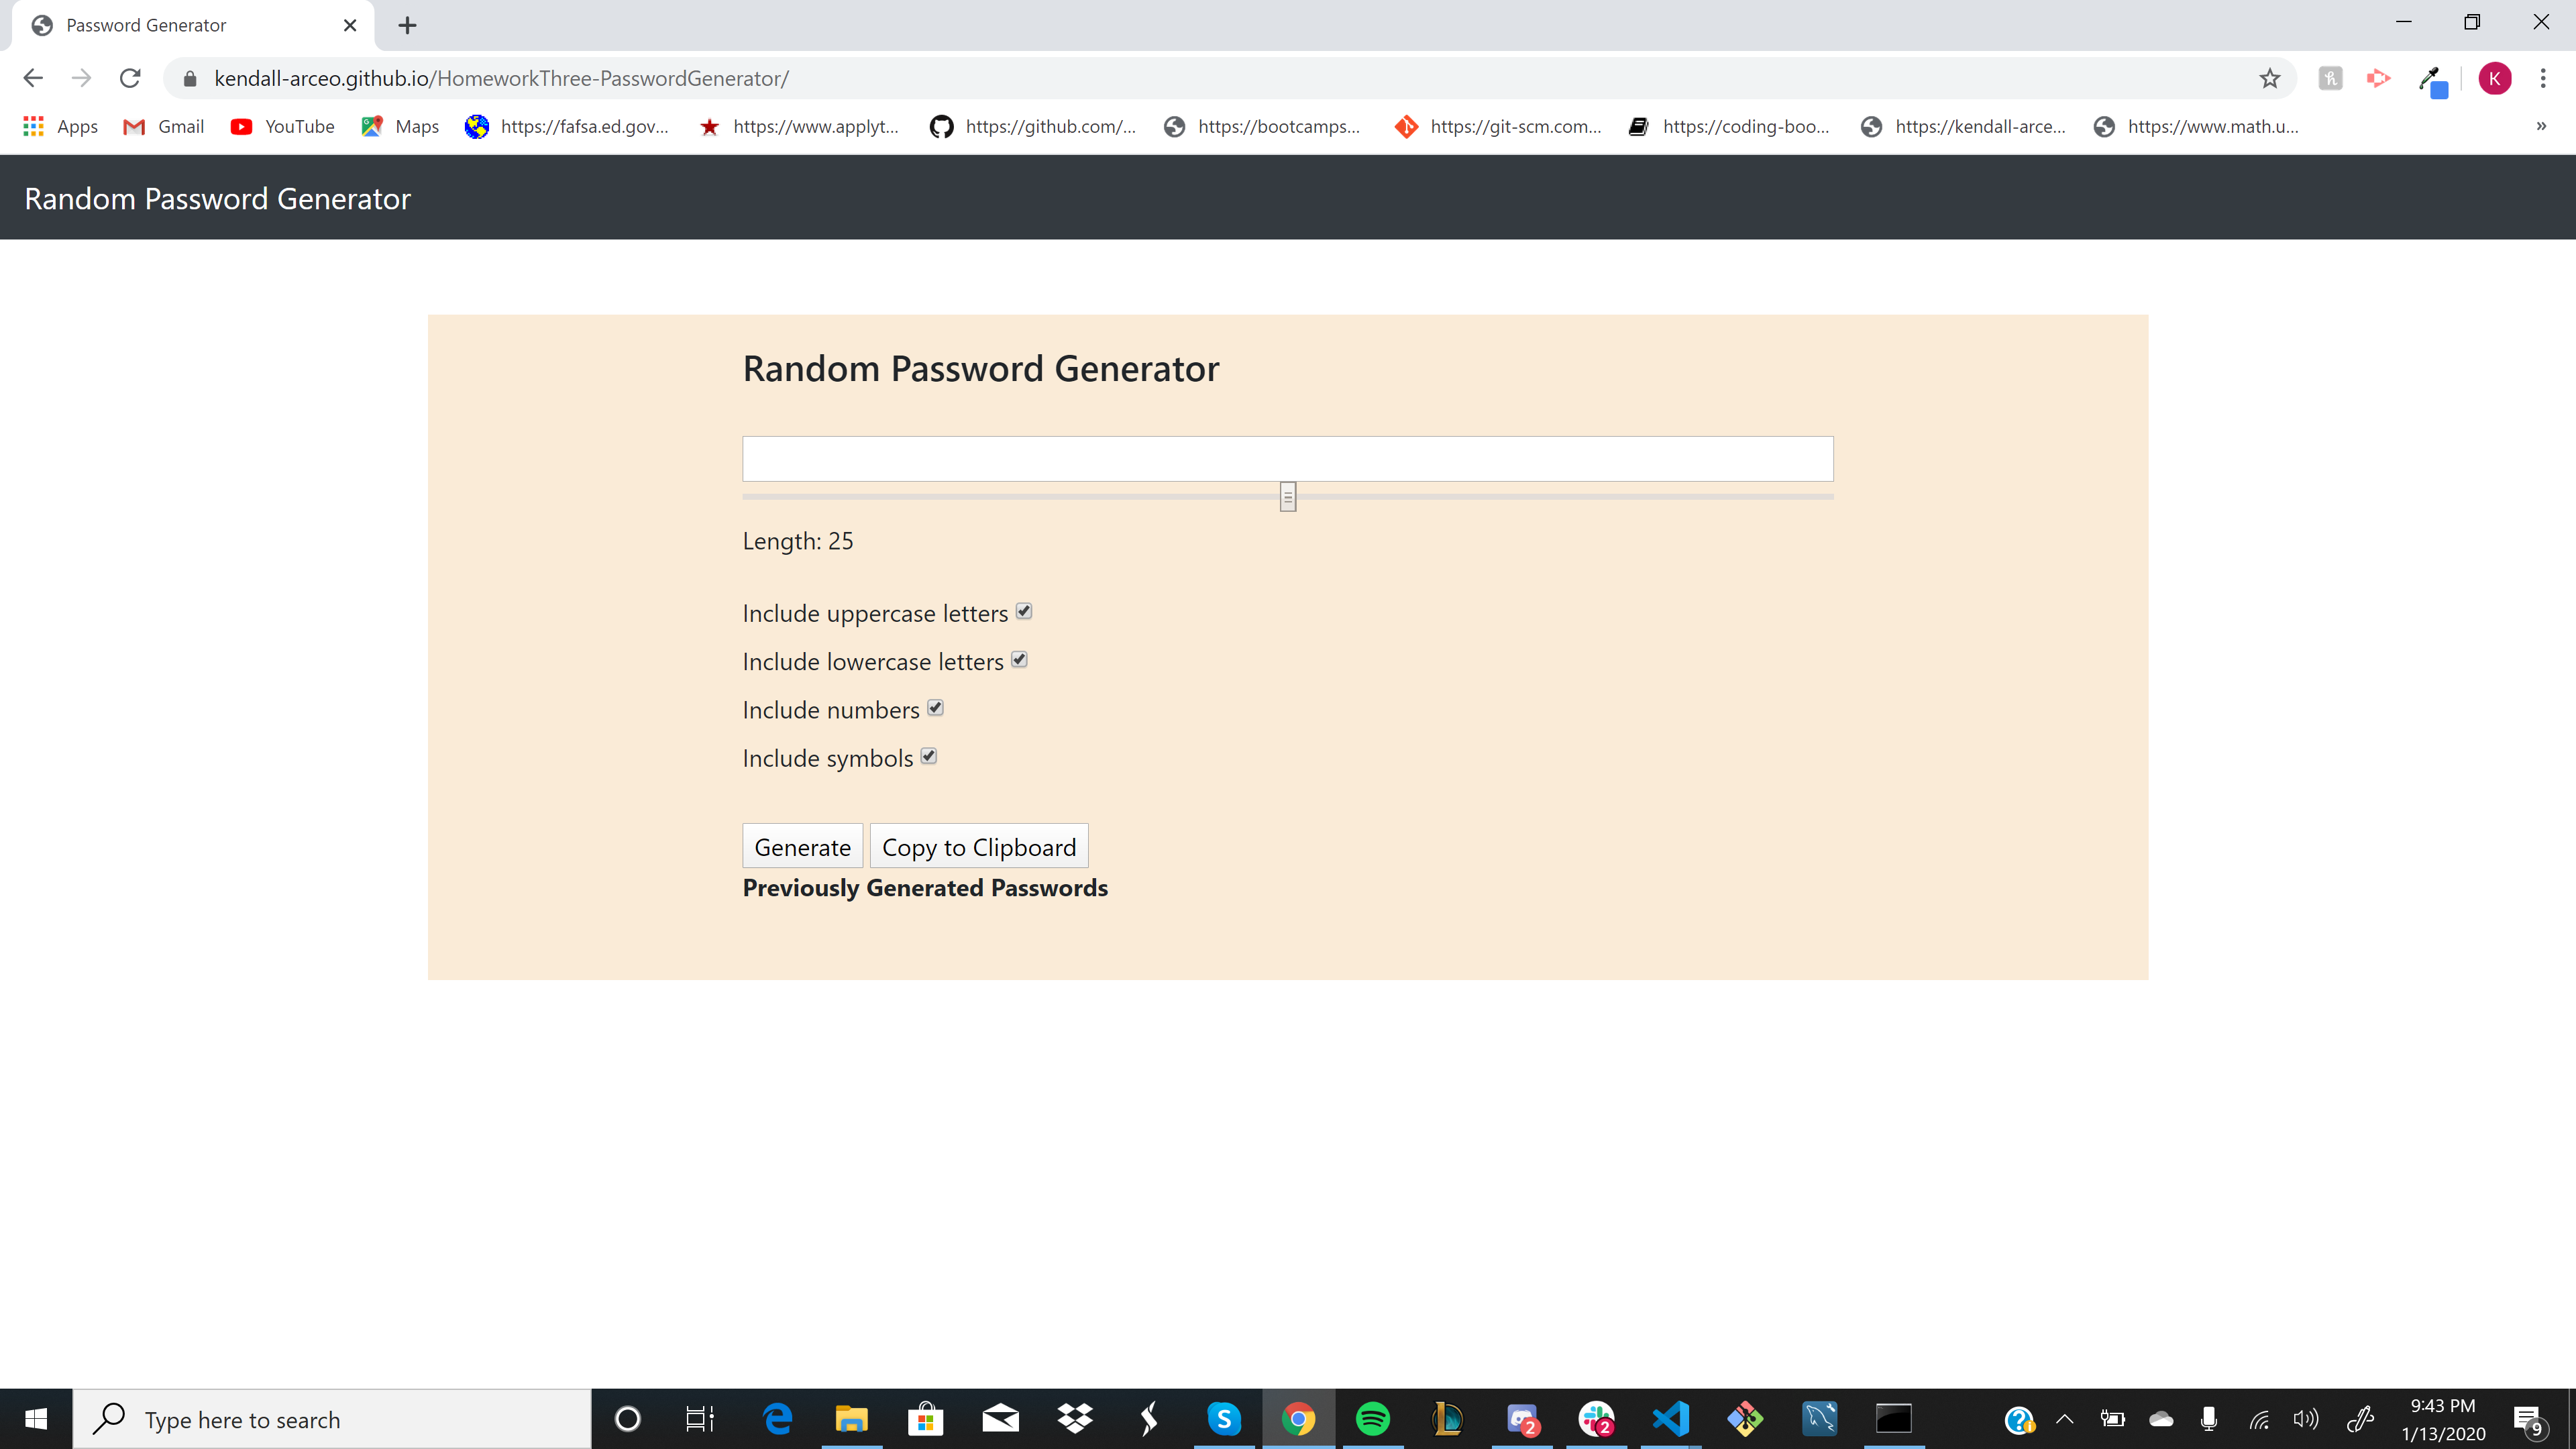 Password Generator
kendall-arceo.github.io/HomeworkThree-PasswordGenerator/
K
Apps Gmail YouTube Maps https://fafsa.ed.gov... https://www.applyt... https://github.com/... https://bootcamps... https://git-scm.com... https://coding-boo... https://kendall-arce... https://www.math.u... »
Random Password Generator
Random Password Generator
Length: 25
Include uppercase letters
Include lowercase letters
Include numbers
Include symbols
Generate Copy to Clipboard
Previously Generated Passwords
Type here to search
2
2
9:43 PM
1/13/2020
9